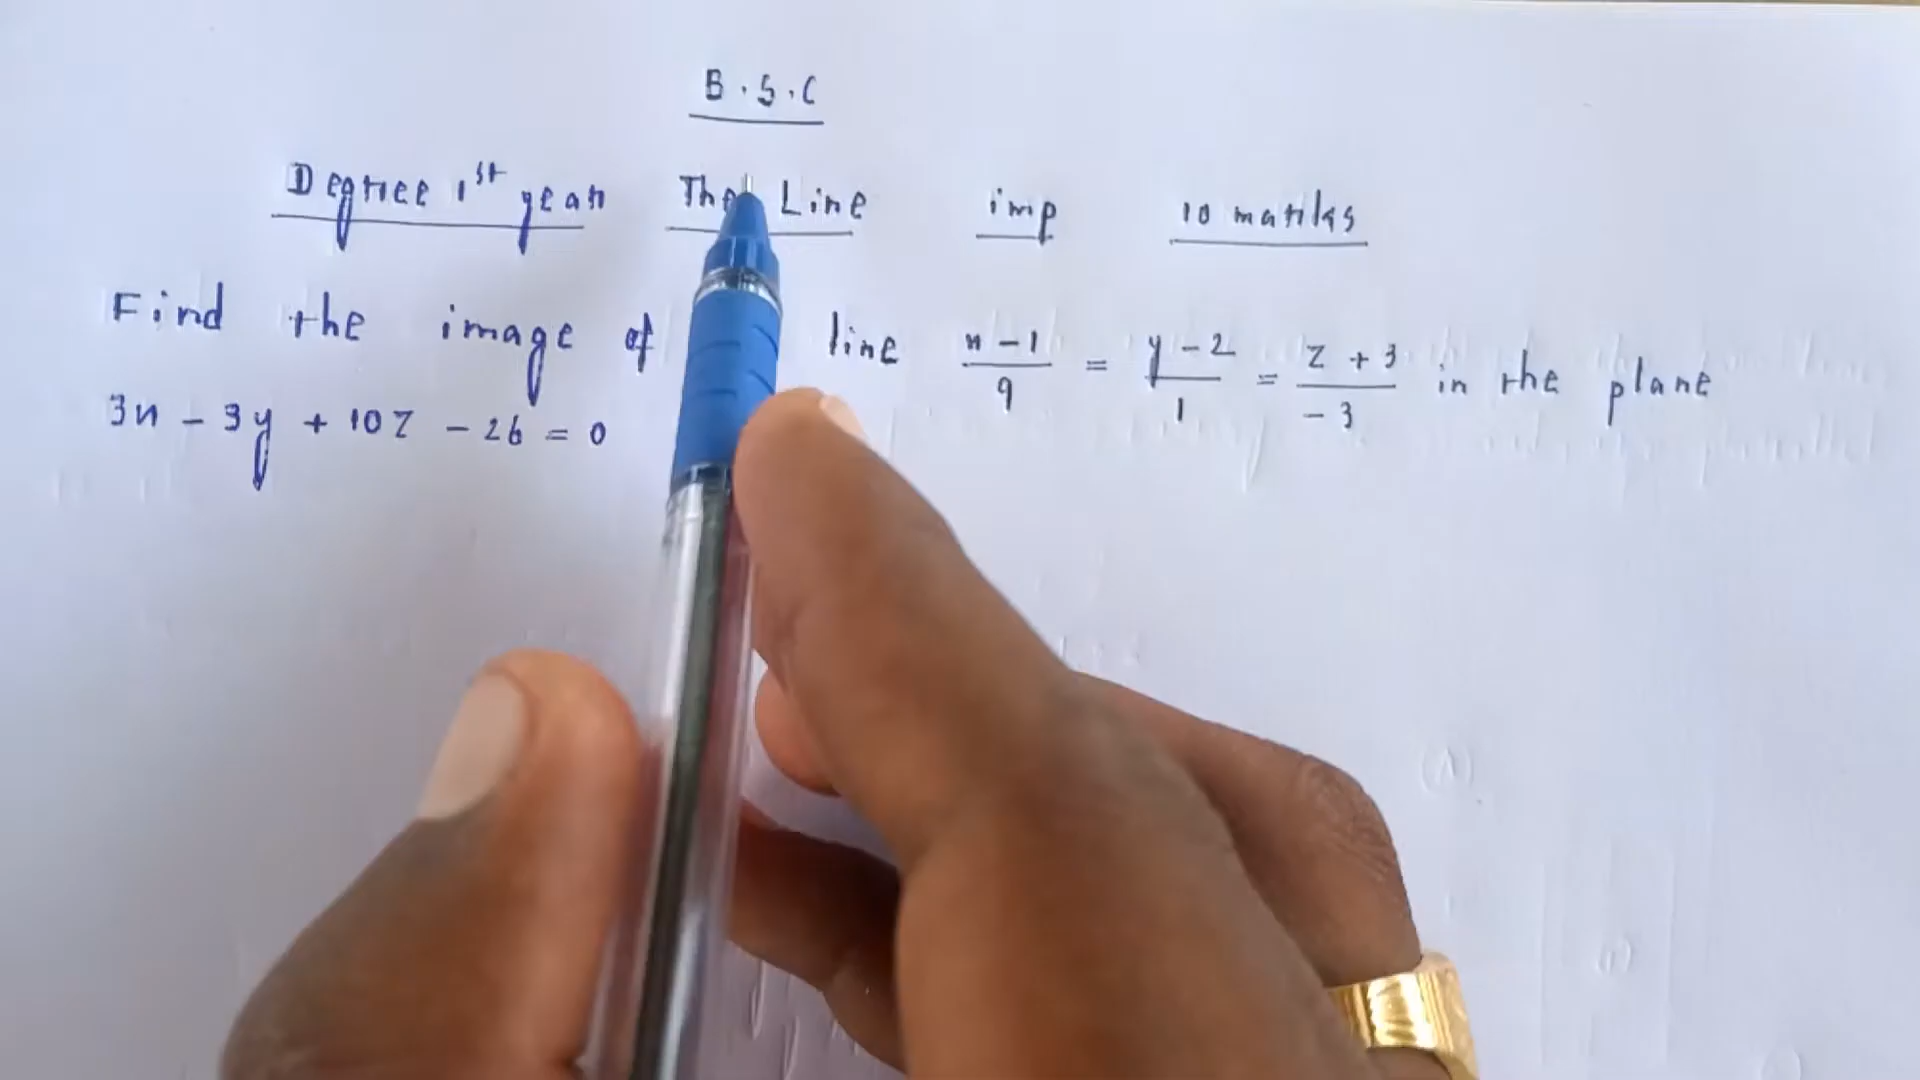 B.S.C
Degree 1st year The Line imp 10 marks
Find the image of line x - 1 / 9 = y - 2 / 1 = z + 3 / - 3 in the plane
3x - 3y + 10z - 26 = 0